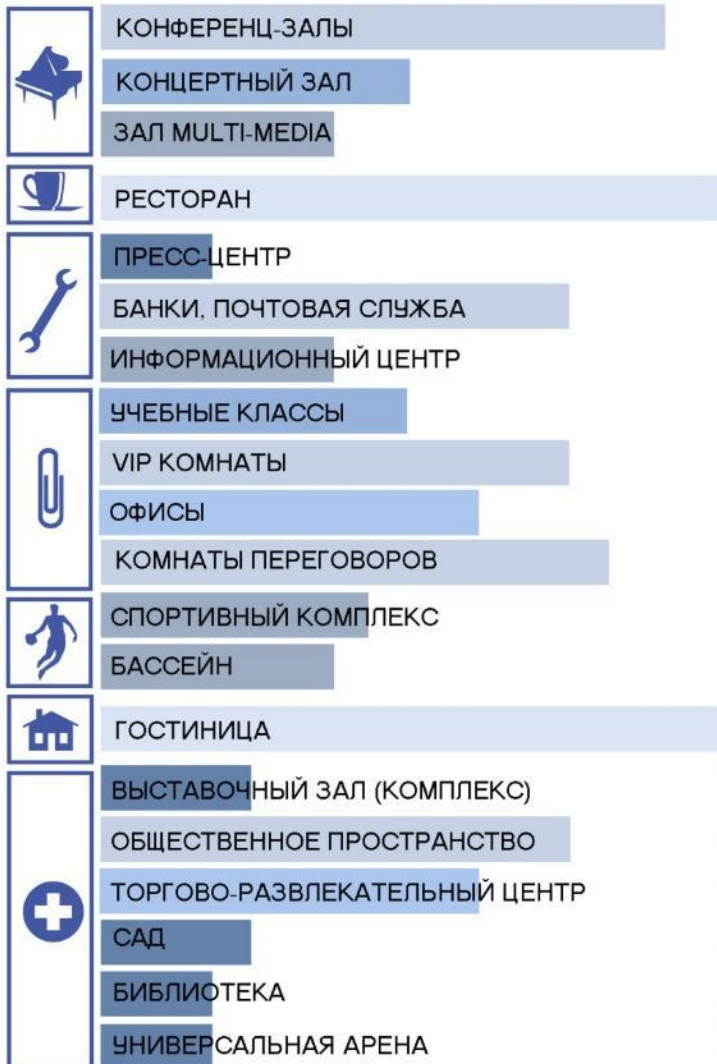 КОНФЕРЕНЦ-ЗАЛЫ
КОНЦЕРТНЫЙ ЗАЛ
ЗАЛ MULTI-MEDIA
РЕСТОРАН
ПРЕСС-ЦЕНТР
БАНКИ, ПОЧТОВАЯ СЛУЖБА
ИНФОРМАЦИОННЫЙ ЦЕНТР
УЧЕБНЫЕ КЛАССЫ
VIP КОМНАТЫ
ОФИСЫ
КОМНАТЫ ПЕРЕГОВОРОВ
СПОРТИВНЫЙ КОМПЛЕКС
БАССЕЙН
ГОСТИНИЦА
ВЫСТАВОЧНЫЙ ЗАЛ (КОМПЛЕКС)
ОБЩЕСТВЕННОЕ ПРОСТРАНСТВО
ТОРГОВО-РАЗВЛЕКАТЕЛЬНЫЙ ЦЕНТР
САД
БИБЛИОТЕКА
УНИВЕРСАЛЬНАЯ АРЕНА